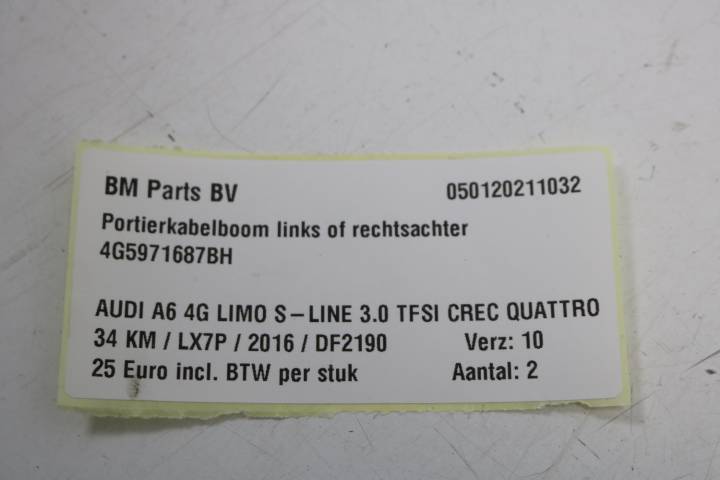 BM Parts BV 050120211032
Portierkabelboom links of rechtsachter
4G5971687BH
AUDI A6 4G LIMO S-LINE 3.0 TFSI CREC QUATTRO
34 KM / LX7P / 2016 / DF2190 Verz: 10
25 Euro incl. BTW per stuk Aantal: 2